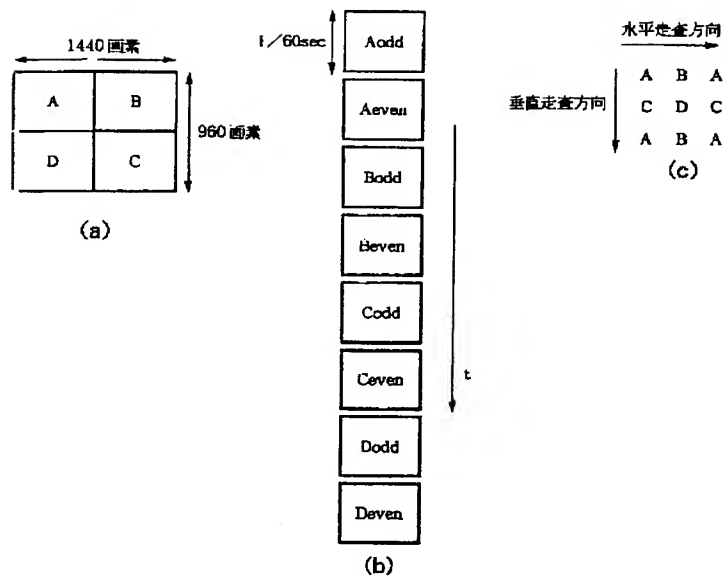 1440 画素
A B
D C
960 画素
(a)
1/60sec
Aodd
Aeven
Bodd
Beven
Codd
Ceven
Dodd
Deven
t
(b)
水平走査方向
垂直走査方向
A B A
C D C
A B A
(c)